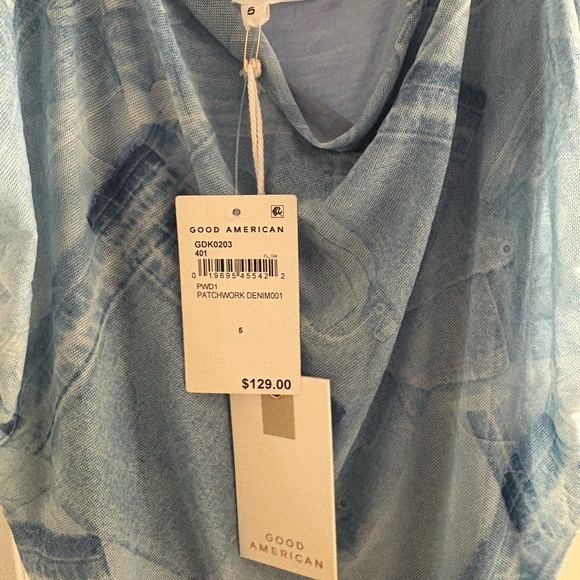 5
GOOD AMERICAN
GDK0203
401
0 19695 45542 2
PWD1
PATCHWORK DENIM001
5
$129.00
GOOD
AMERICAN